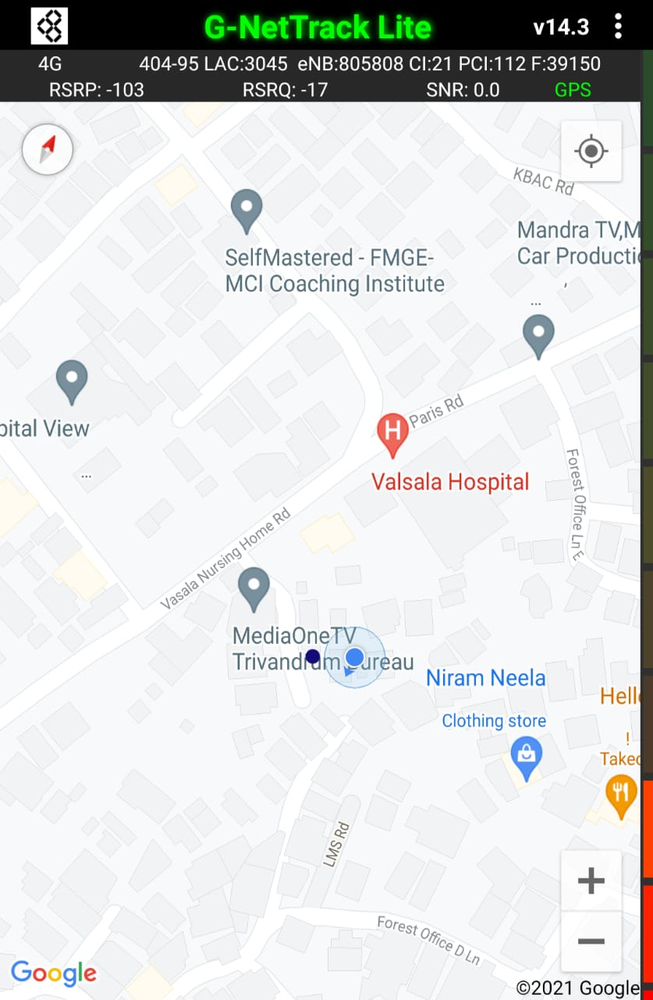 G-NetTrack Lite
v14.3
4G
404-95 LAC:3045 eNB:805808 CI:21 PCI:112 F:39150
RSRP: -103
RSRQ: -17
SNR: 0.0
GPS
KBAC Rd
Mandra TV,M
Car Productio
,
...
SelfMastered - FMGE-
MCI Coaching Institute
pital View
...
Paris Rd
H
Valsala Hospital
Forest Office Ln E
Vasala Nursing Home Rd
MediaOneTV
Trivandrum Bureau
Niram Neela
Clothing store
Hello
!
Takeo
LMS Rd
Forest Office D Ln
Google
©2021 Google